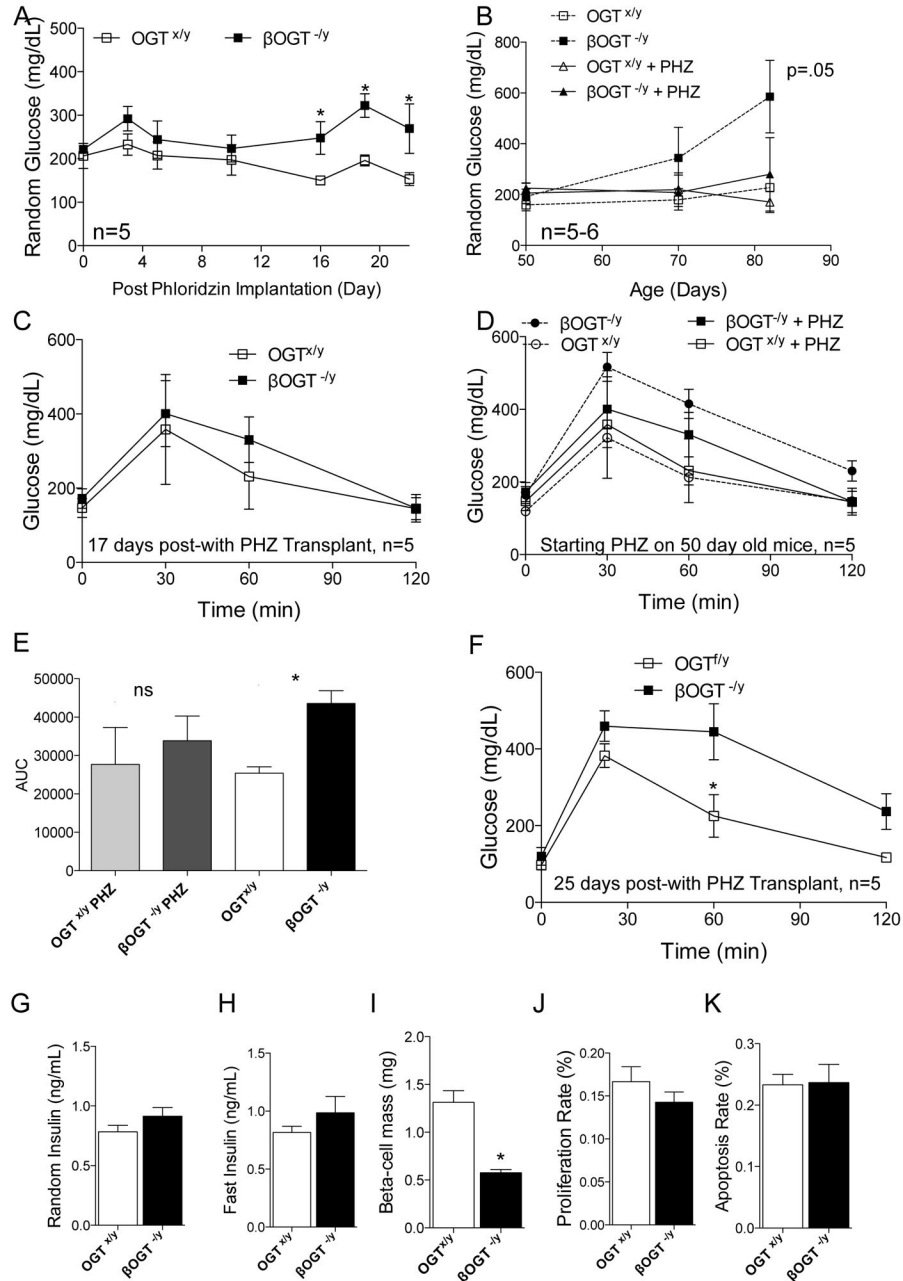 A
OGT x/y
βOGT -/y
Random Glucose (mg/dL)
500
400
300
200
100
0
* * *
n=5
0 4 8 12 16 20
Post Phloridzin Implantation (Day)
B
OGT x/y
βOGT -/y
OGT x/y + PHZ
βOGT -/y + PHZ
Random Glucose (mg/dL)
800
600
400
200
0
p=.05
n=5-6
50 60 70 80 90
Age (Days)
C
OGT x/y
βOGT -/y
Glucose (mg/dL)
600
400
200
0
17 days post-with PHZ Transplant, n=5
0 30 60 90 120
Time (min)
D
βOGT -/y
βOGT -/y + PHZ
OGT x/y
OGT x/y + PHZ
Glucose (mg/dL)
600
400
200
0
Starting PHZ on 50 day old mice, n=5
0 30 60 90 120
Time (min)
E
AUC
50000
40000
30000
20000
10000
0
ns
*
OGT x/y PHZ
βOGT -/y PHZ
OGT x/y
βOGT -/y
F
OGT f/y
βOGT -/y
Glucose (mg/dL)
600
400
200
0
*
25 days post-with PHZ Transplant, n=5
0 30 60 90 120
Time (min)
G
Random Insulin (ng/mL)
1.5
1.0
0.5
0.0
OGT x/y
βOGT -/y
H
Fast Insulin (ng/mL)
1.5
1.0
0.5
0.0
OGT x/y
βOGT -/y
I
Beta-cell mass (mg)
2.0
1.5
1.0
0.5
0.0
*
OGT x/y
βOGT -/y
J
Proliferation Rate (%)
0.20
0.15
0.10
0.05
0.00
OGT x/y
βOGT -/y
K
Apoptosis Rate (%)
0.3
0.2
0.1
0.0
OGT x/y
βOGT -/y